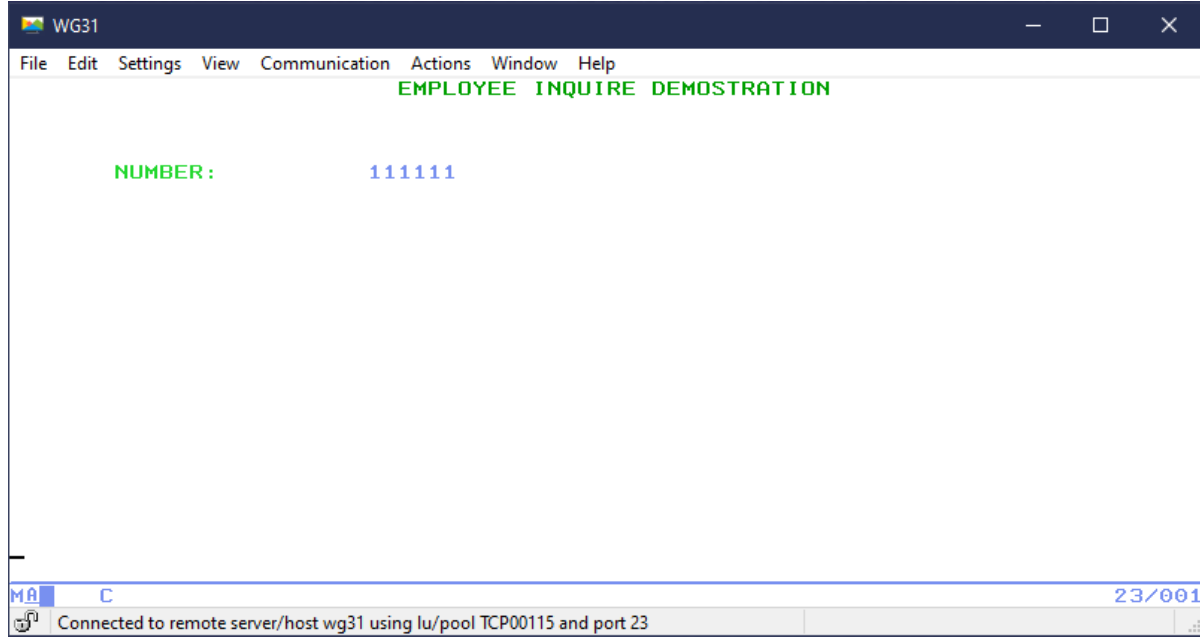 WG31
File Edit Settings View Communication Actions Window Help
EMPLOYEE INQUIRE DEMOSTRATION
NUMBER: 111111
MA C 23/001
Connected to remote server/host wg31 using lu/pool TCP00115 and port 23